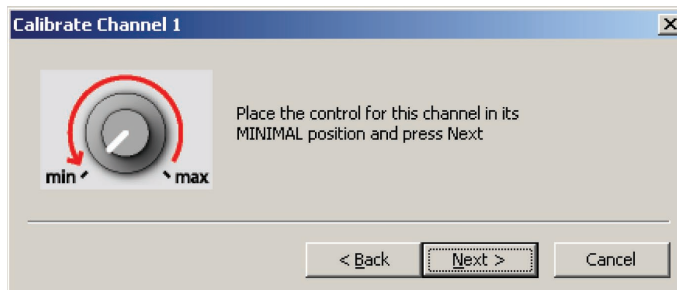 Calibrate Channel 1
Place the control for this channel in its
MINIMAL position and press Next
min
max
< Back
Next >
Cancel